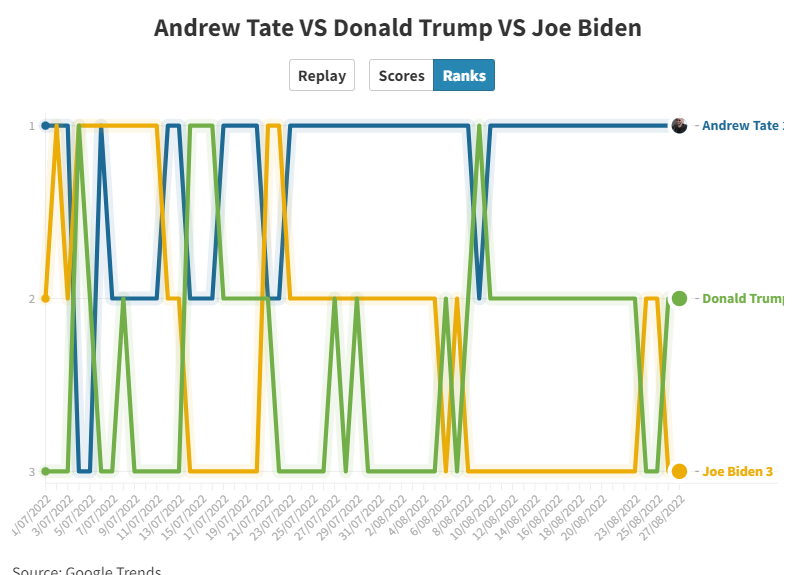 Andrew Tate VS Donald Trump VS Joe Biden
Replay Scores Ranks
1
Andrew Tate
2
Donald Trump
3
Joe Biden 3
1/07/2022 3/07/2022 5/07/2022 7/07/2022 9/07/2022 11/07/2022 13/07/2022 15/07/2022 17/07/2022 19/07/2022 21/07/2022 23/07/2022 25/07/2022 27/07/2022 29/07/2022 31/07/2022 2/08/2022 4/08/2022 6/08/2022 8/08/2022 10/08/2022 12/08/2022 14/08/2022 16/08/2022 18/08/2022 20/08/2022 23/08/2022 25/08/2022 27/08/2022
Source: Google Trends